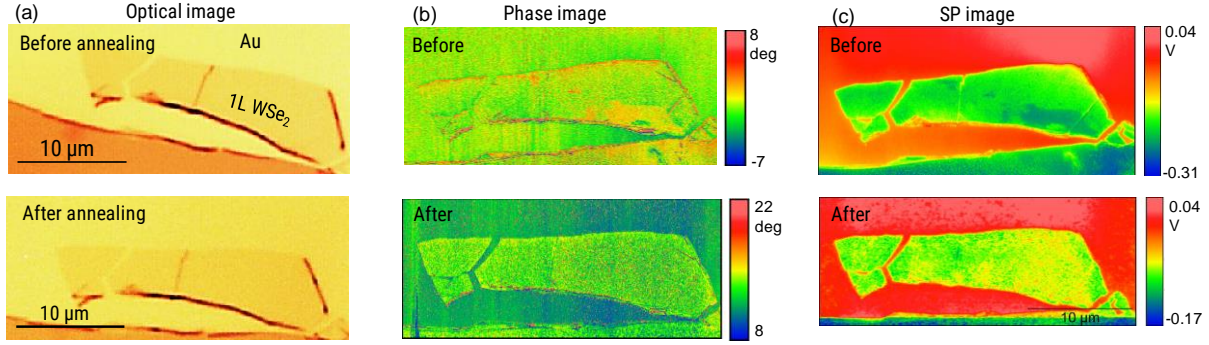 (a) Optical image
Before annealing
Au
1L WSe₂
10 µm
After annealing
10 µm
(b) Phase image
Before
8
deg
-7
After
22
deg
8
(c) SP image
Before
0.04
V
-0.31
After
0.04
V
-0.17
10 µm